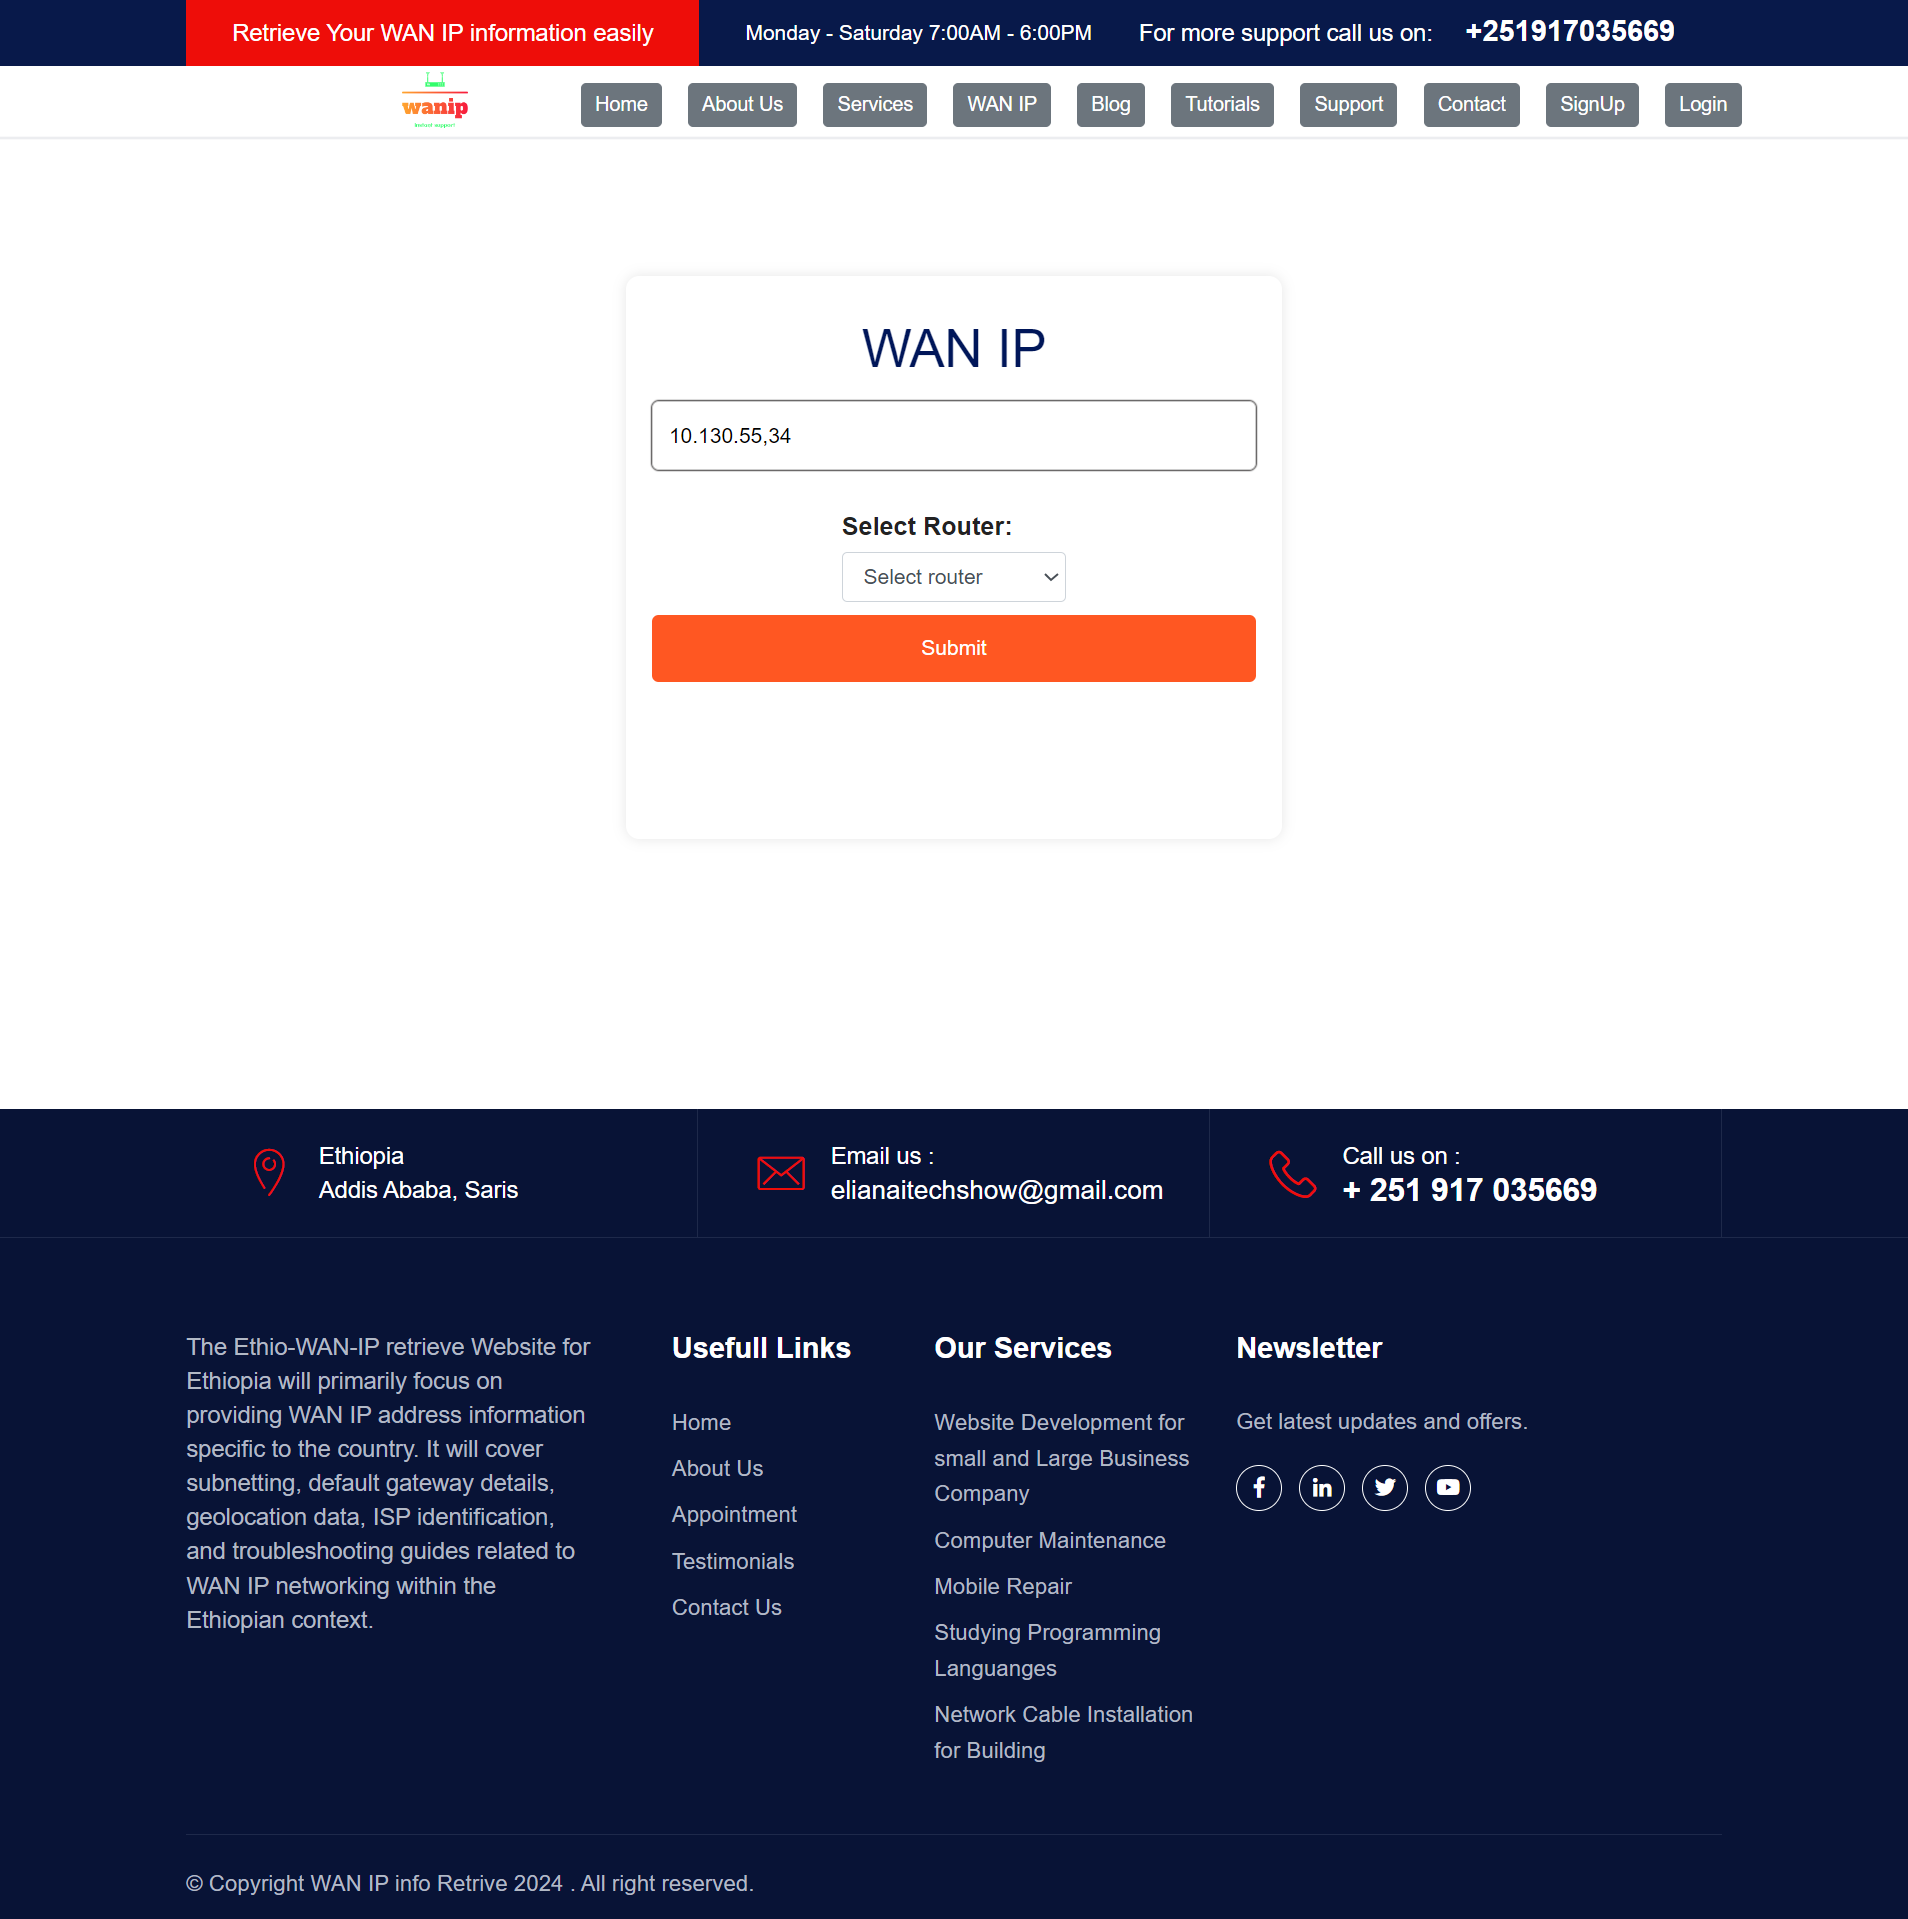 Retrieve Your WAN IP information easily
Monday - Saturday 7:00AM - 6:00PM
For more support call us on:
+251917035669
wanip
Instant support
Home
About Us
Services
WAN IP
Blog
Tutorials
Support
Contact
SignUp
Login
WAN IP
10.130.55,34
Select Router:
Select router
Submit
Ethiopia
Addis Ababa, Saris
Email us :
elianaitechshow@gmail.com
Call us on :
+ 251 917 035669
The Ethio-WAN-IP retrieve Website for
Ethiopia will primarily focus on
providing WAN IP address information
specific to the country. It will cover
subnetting, default gateway details,
geolocation data, ISP identification,
and troubleshooting guides related to
WAN IP networking within the
Ethiopian context.
Usefull Links
Home
About Us
Appointment
Testimonials
Contact Us
Our Services
Website Development for
small and Large Business
Company
Computer Maintenance
Mobile Repair
Studying Programming
Languanges
Network Cable Installation
for Building
Newsletter
Get latest updates and offers.
© Copyright WAN IP info Retrive 2024 . All right reserved.